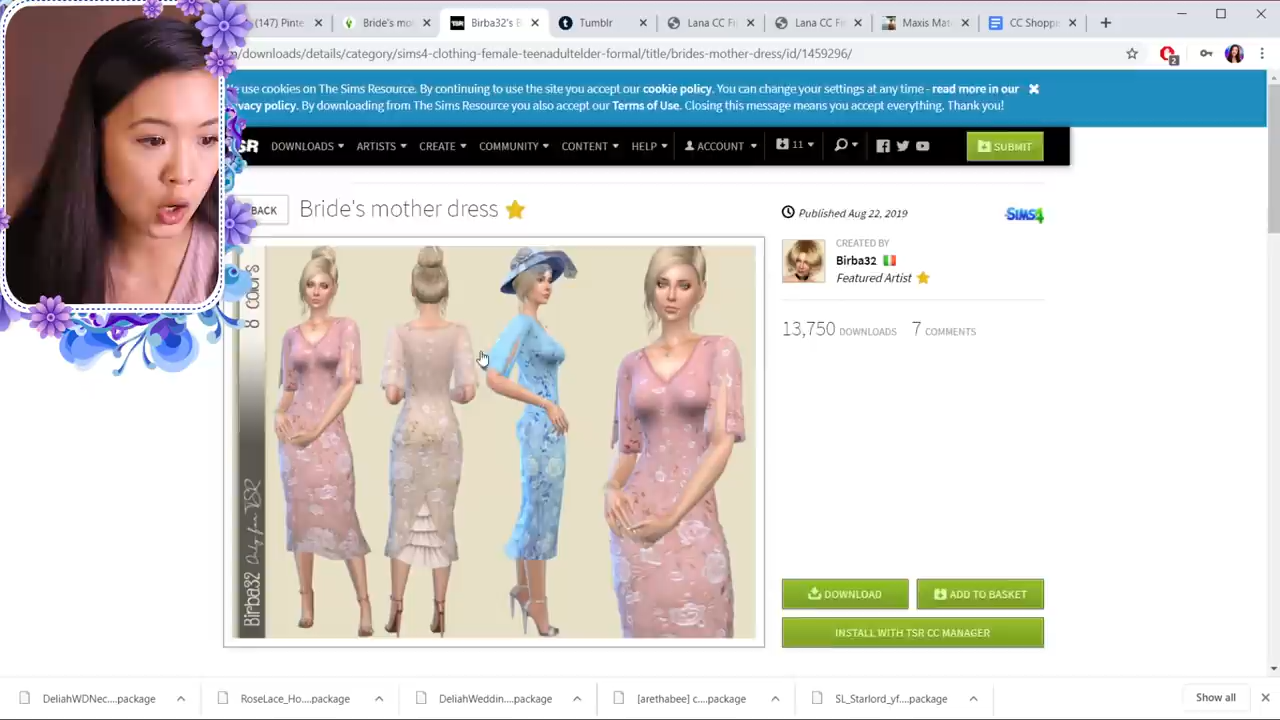 (147) Pinte
Bride's mo
Birba32's B
Tumblr
Lana CC Fi
Lana CC Fi
Maxis Mat
CC Shopp
m/downloads/details/category/sims4-clothing-female-teenadultelder-formal/title/brides-mother-dress/id/1459296/
2
use cookies on The Sims Resource. By continuing to use the site you accept our cookie policy. You can change your settings at any time - read more in our
vacy policy. By downloading from The Sims Resource you also accept our Terms of Use. Closing this message means you accept everything. Thank you!
SR
DOWNLOADS
ARTISTS
CREATE
COMMUNITY
CONTENT
HELP
ACCOUNT
11
SUBMIT
BACK
Bride's mother dress
Published Aug 22, 2019
SIMS4
CREATED BY
Birba32
Featured Artist
13,750 DOWNLOADS 7 COMMENTS
Birba32 Only for TSR
DOWNLOAD
ADD TO BASKET
INSTALL WITH TSR CC MANAGER
DeliahWDNec....package
RoseLace_Ho....package
DeliahWeddin....package
[arethabee] c....package
SL_Starlord_yf....package
Show all